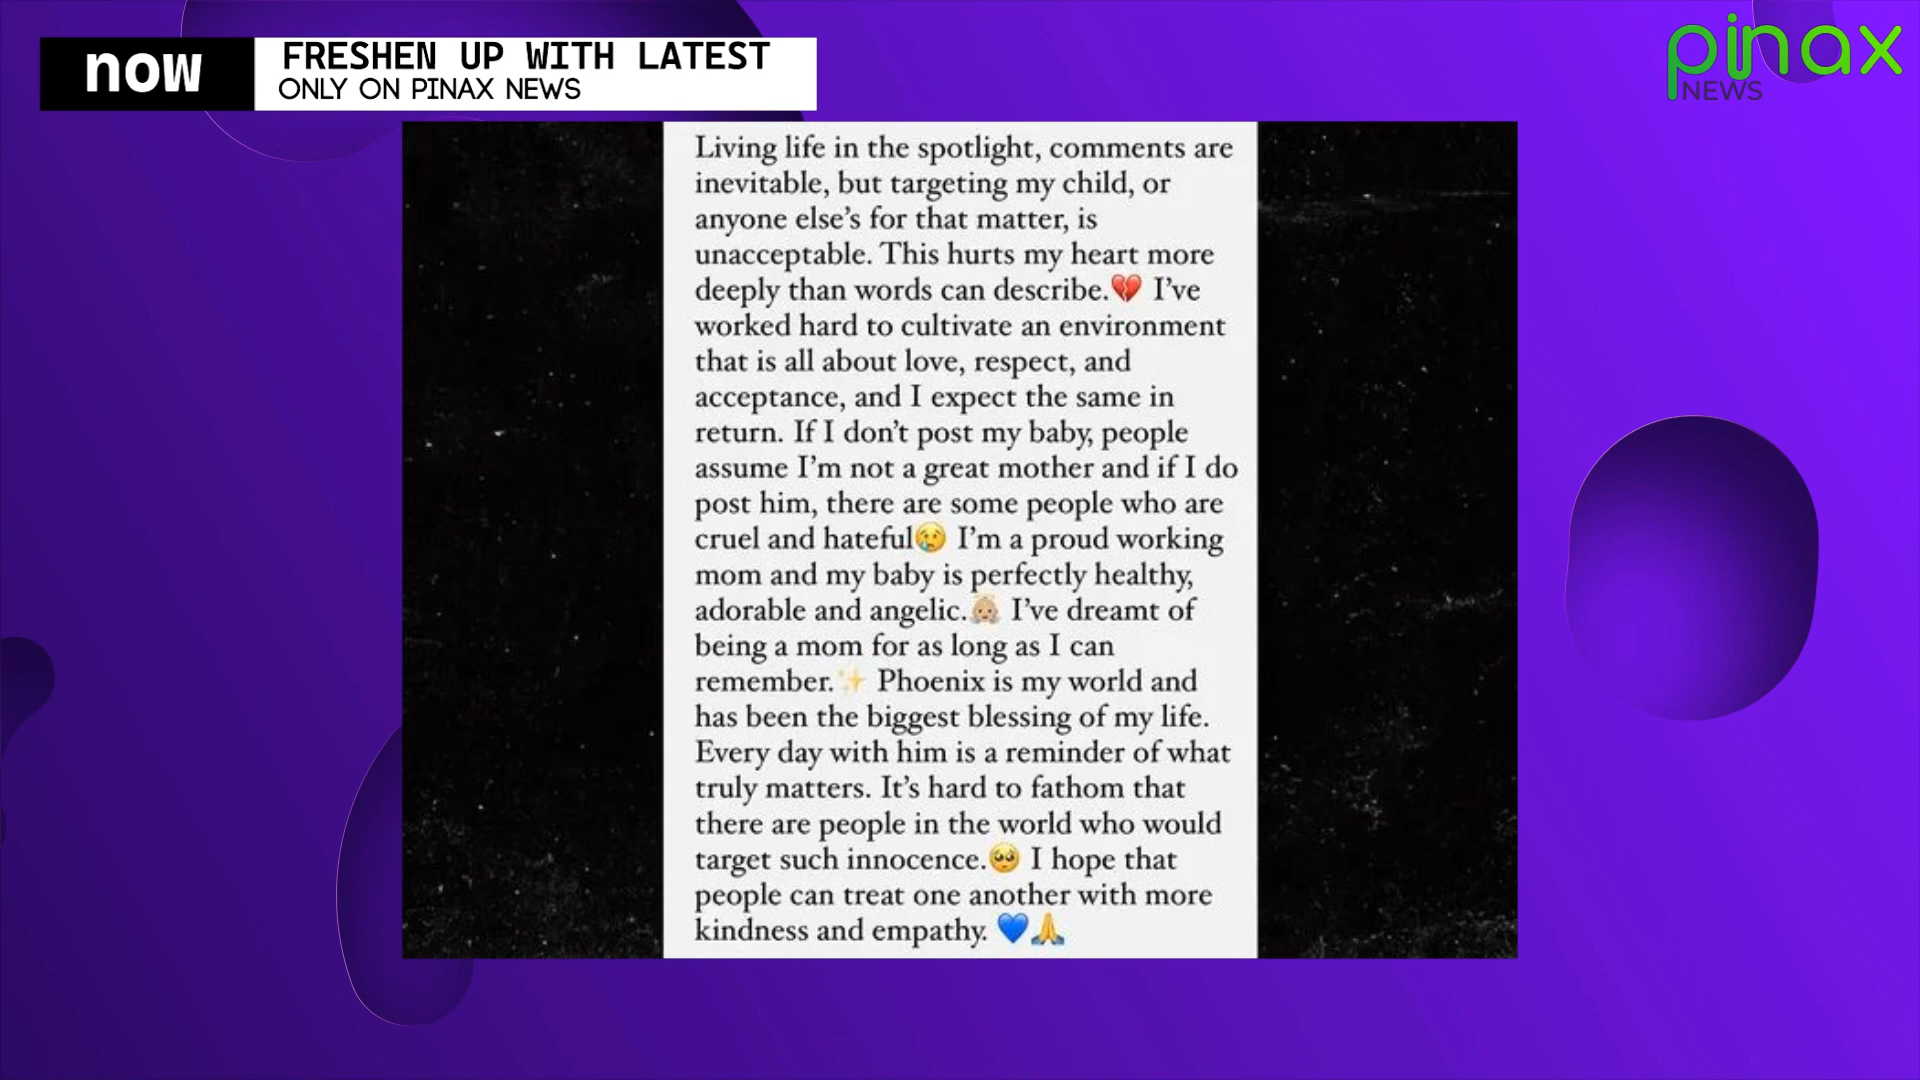 now
FRESHEN UP WITH LATEST
ONLY ON PINAX NEWS
pinax
NEWS
Living life in the spotlight, comments are
inevitable, but targeting my child, or
anyone else’s for that matter, is
unacceptable. This hurts my heart more
deeply than words can describe.💔 I’ve
worked hard to cultivate an environment
that is all about love, respect, and
acceptance, and I expect the same in
return. If I don’t post my baby, people
assume I’m not a great mother and if I do
post him, there are some people who are
cruel and hateful😢 I’m a proud working
mom and my baby is perfectly healthy,
adorable and angelic.👼🏼 I’ve dreamt of
being a mom for as long as I can
remember.✨ Phoenix is my world and
has been the biggest blessing of my life.
Every day with him is a reminder of what
truly matters. It’s hard to fathom that
there are people in the world who would
target such innocence.🥺 I hope that
people can treat one another with more
kindness and empathy. 💙🙏